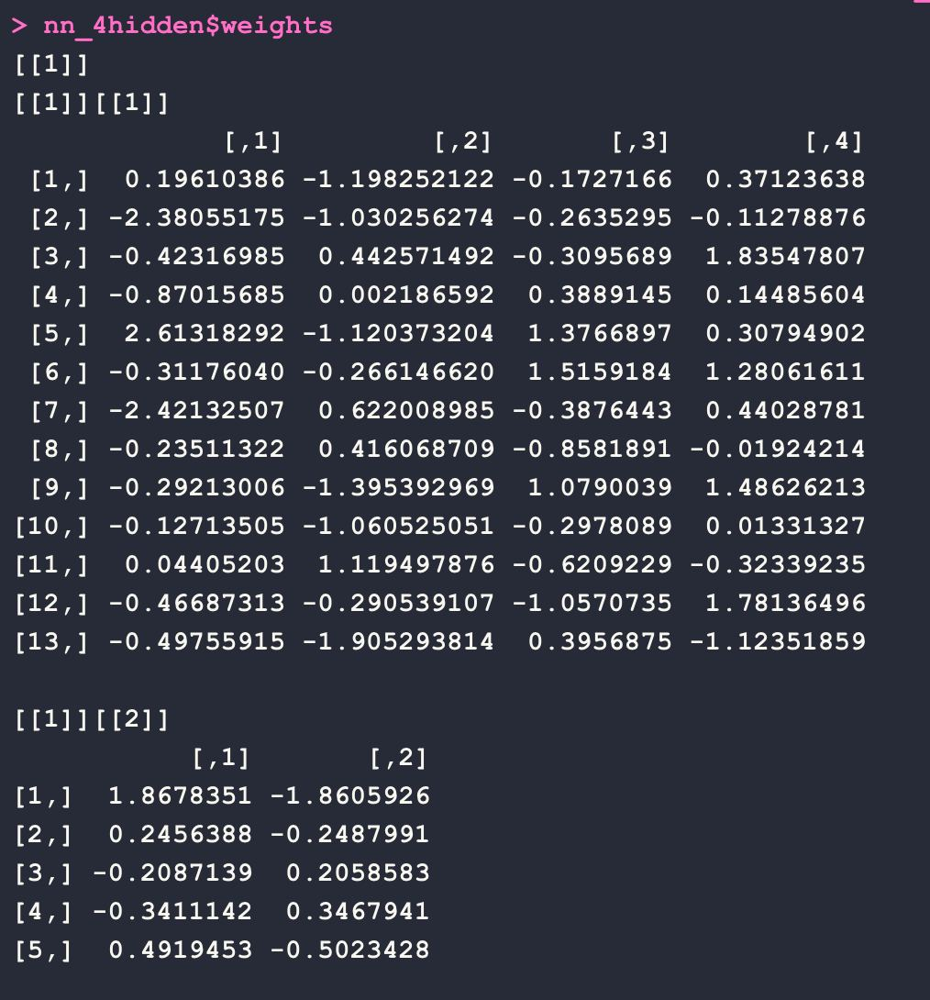 > nn_4hidden$weights
[[1]]
[[1]][[1]]
[,1] [,2] [,3] [,4]
[1,] 0.19610386 -1.198252122 -0.1727166 0.37123638
[2,] -2.38055175 -1.030256274 -0.2635295 -0.11278876
[3,] -0.42316985 0.442571492 -0.3095689 1.83547807
[4,] -0.87015685 0.002186592 0.3889145 0.14485604
[5,] 2.61318292 -1.120373204 1.3766897 0.30794902
[6,] -0.31176040 -0.266146620 1.5159184 1.28061611
[7,] -2.42132507 0.622008985 -0.3876443 0.44028781
[8,] -0.23511322 0.416068709 -0.8581891 -0.01924214
[9,] -0.29213006 -1.395392969 1.0790039 1.48626213
[10,] -0.12713505 -1.060525051 -0.2978089 0.01331327
[11,] 0.04405203 1.119497876 -0.6209229 -0.32339235
[12,] -0.46687313 -0.290539107 -1.0570735 1.78136496
[13,] -0.49755915 -1.905293814 0.3956875 -1.12351859
[[1]][[2]]
[,1] [,2]
[1,] 1.8678351 -1.8605926
[2,] 0.2456388 -0.2487991
[3,] -0.2087139 0.2058583
[4,] -0.3411142 0.3467941
[5,] 0.4919453 -0.5023428